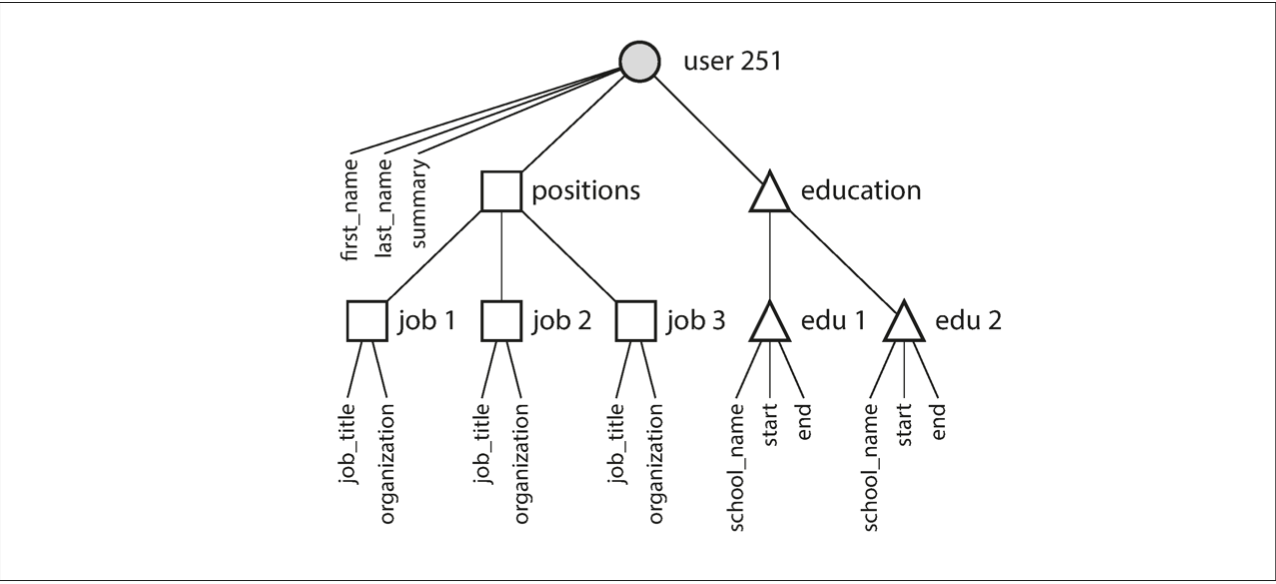 user 251
first_name
last_name
summary
positions
education
job 1
job 2
job 3
edu 1
edu 2
job_title
organization
job_title
organization
job_title
organization
school_name
start
end
school_name
start
end